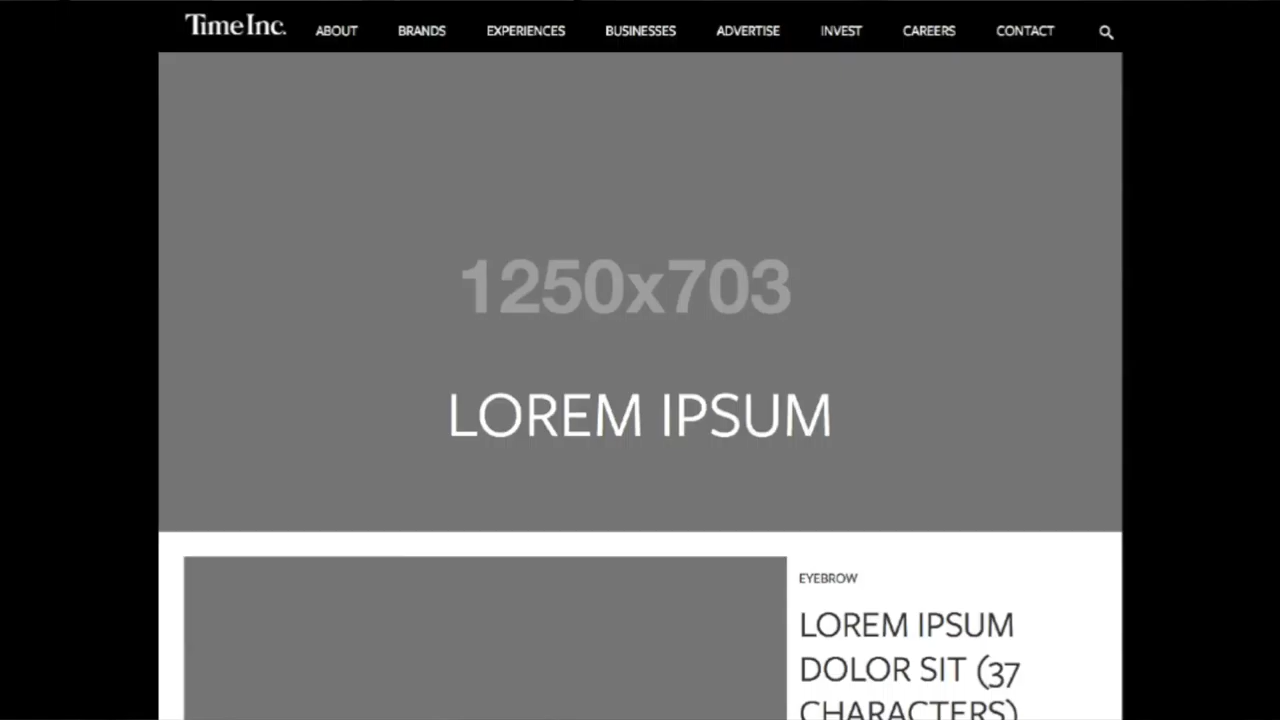 Time Inc. ABOUT BRANDS EXPERIENCES BUSINESSES ADVERTISE INVEST CAREERS CONTACT
1250x703
LOREM IPSUM
EYEBROW
LOREM IPSUM
DOLOR SIT (37
CHARACTERS)